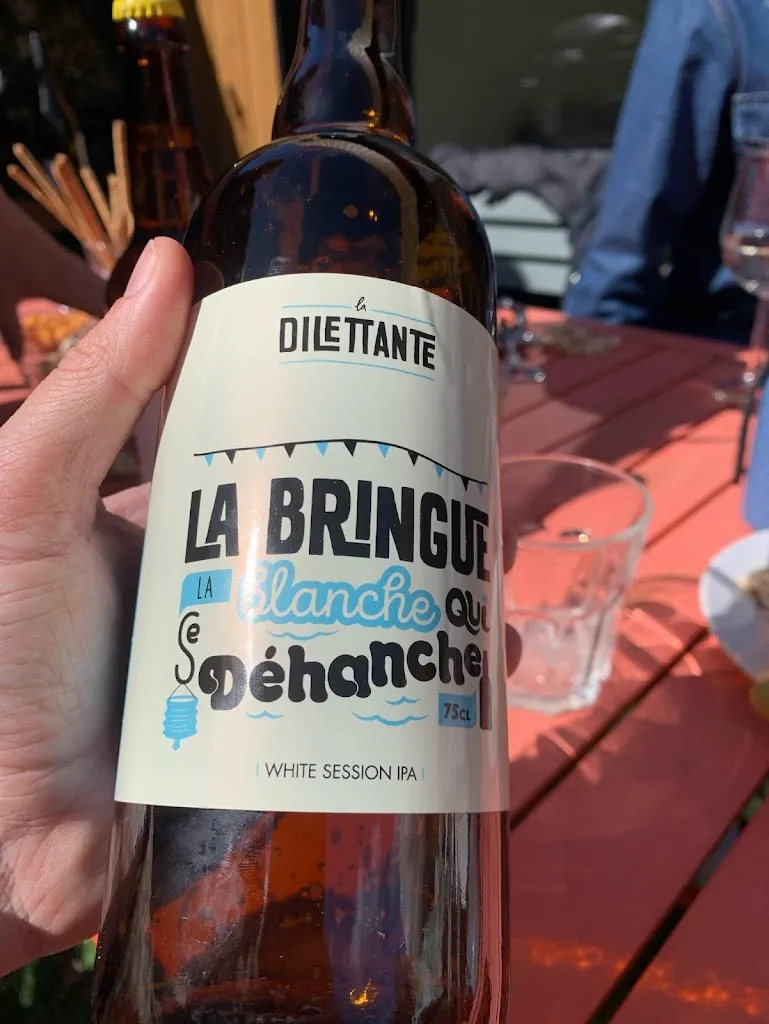 la
DILETTANTE
LA BRINGUE
LA blanche qui
se Déhanche
75CL
WHITE SESSION IPA